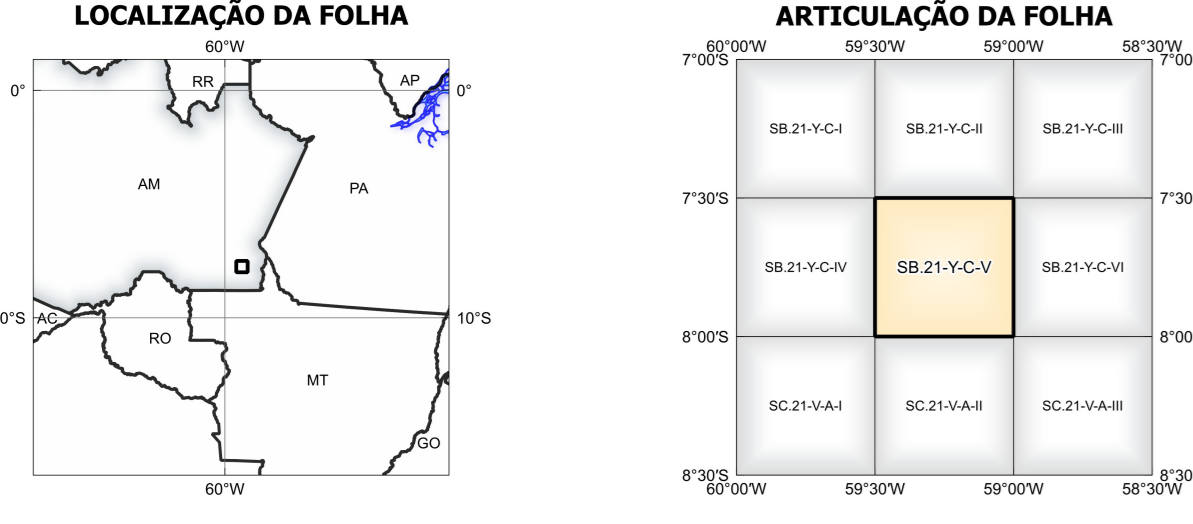 LOCALIZAÇÃO DA FOLHA
60°W
RR
AP
0°
0°
AM
PA
0°S
AC
10°S
RO
MT
GO
60°W
ARTICULAÇÃO DA FOLHA
60°00'W
59°30'W
59°00'W
58°30'W
7°00'S
7°00
SB.21-Y-C-I
SB.21-Y-C-II
SB.21-Y-C-III
7°30'S
7°30
SB.21-Y-C-IV
SB.21-Y-C-V
SB.21-Y-C-VI
8°00'S
8°00
SC.21-V-A-I
SC.21-V-A-II
SC.21-V-A-III
8°30'S
8°30
60°00'W
59°30'W
59°00'W
58°30'W